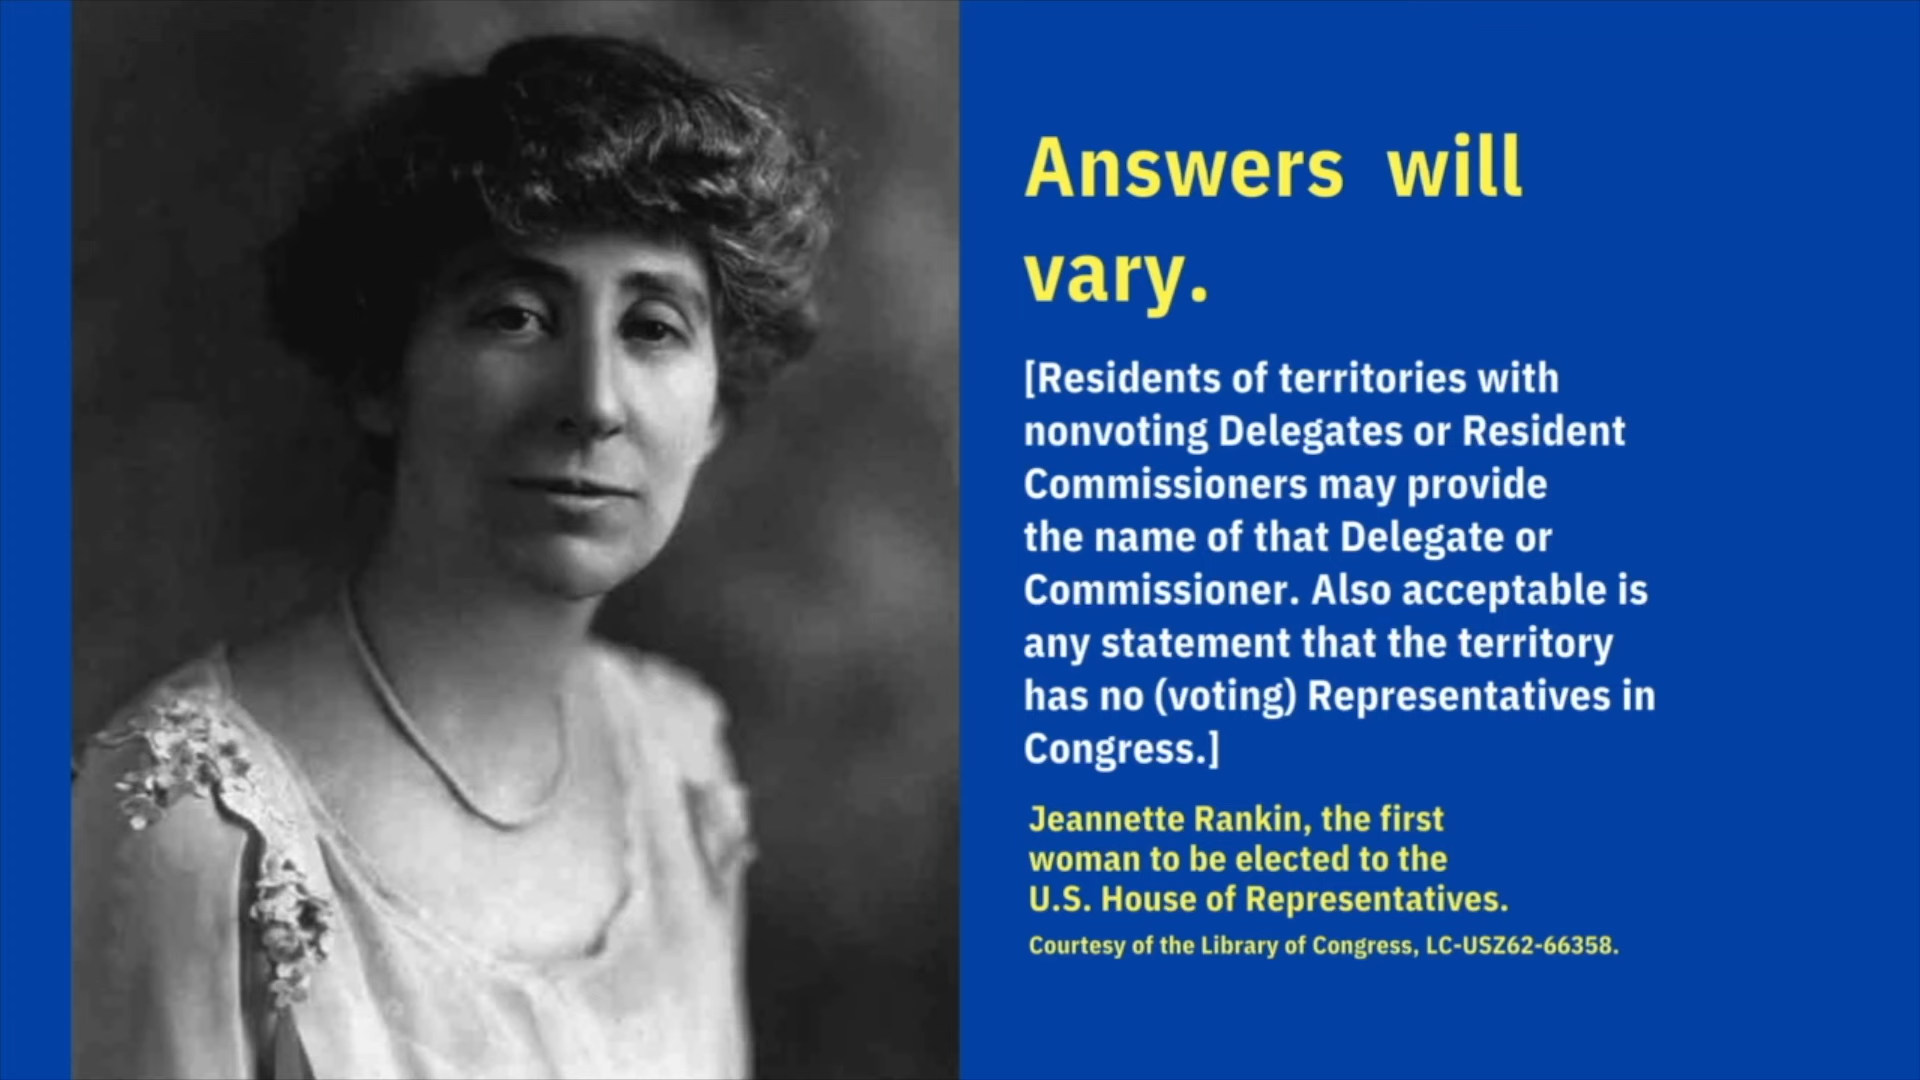 Answers will
vary.
[Residents of territories with
nonvoting Delegates or Resident
Commissioners may provide
the name of that Delegate or
Commissioner. Also acceptable is
any statement that the territory
has no (voting) Representatives in
Congress.]
Jeannette Rankin, the first
woman to be elected to the
U.S. House of Representatives.
Courtesy of the Library of Congress, LC-USZ62-66358.